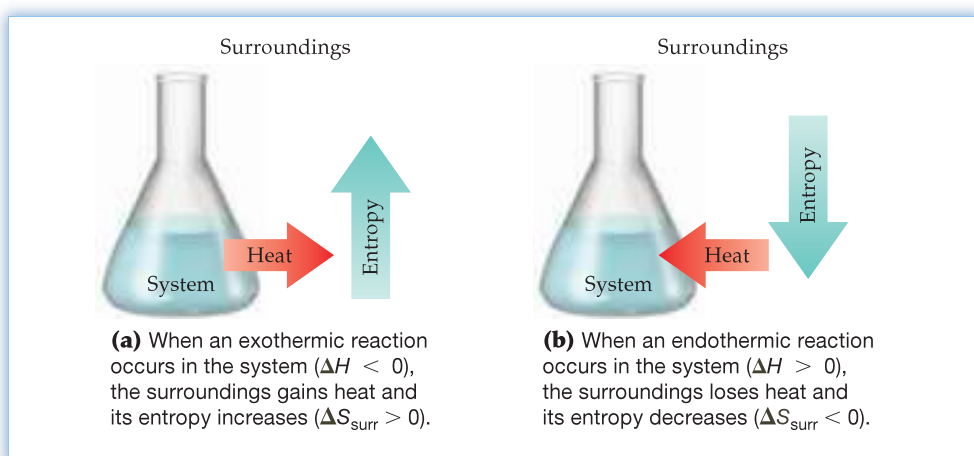 Surroundings
Heat
Entropy
System
(a) When an exothermic reaction
occurs in the system (ΔH < 0),
the surroundings gains heat and
its entropy increases (ΔSsurr > 0).
Surroundings
Entropy
Heat
System
(b) When an endothermic reaction
occurs in the system (ΔH > 0),
the surroundings loses heat and
its entropy decreases (ΔSsurr < 0).